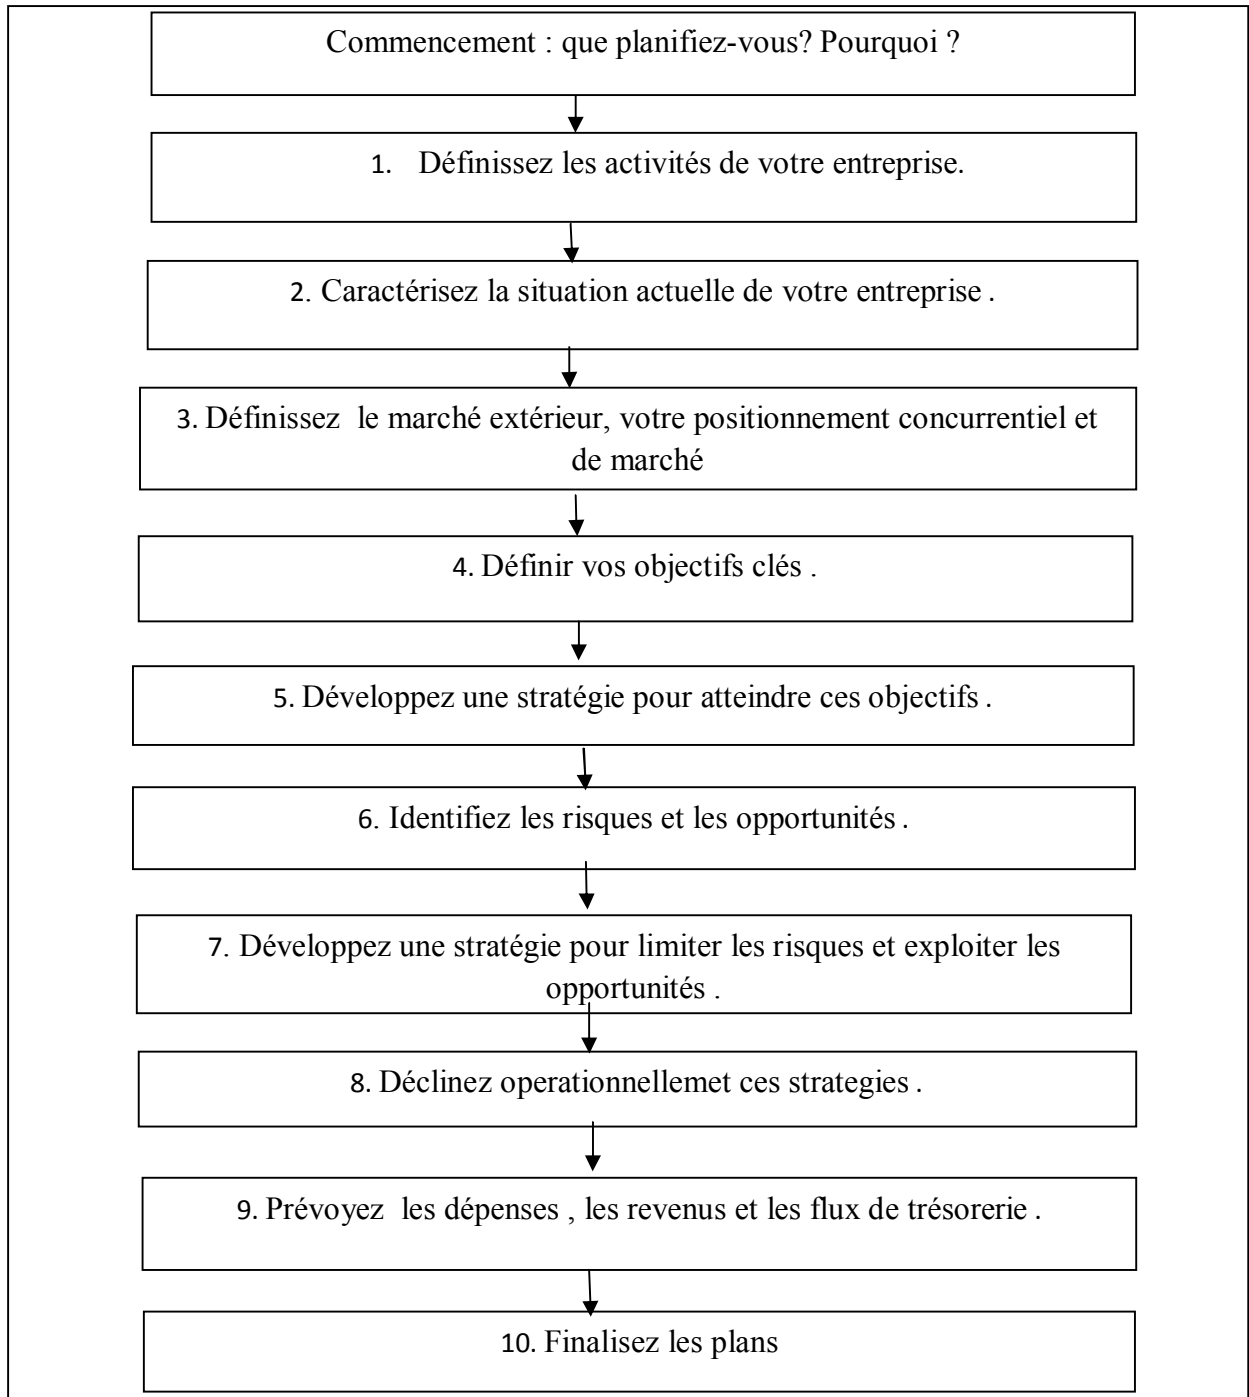 Commencement : que planifiez-vous? Pourquoi ?
1. Définissez les activités de votre entreprise.
2. Caractérisez la situation actuelle de votre entreprise .
3. Définissez le marché extérieur, votre positionnement concurrentiel et
de marché
4. Définir vos objectifs clés .
5. Développez une stratégie pour atteindre ces objectifs .
6. Identifiez les risques et les opportunités .
7. Développez une stratégie pour limiter les risques et exploiter les
opportunités .
8. Déclinez operationnellemet ces strategies .
9. Prévoyez les dépenses , les revenus et les flux de trésorerie .
10. Finalisez les plans